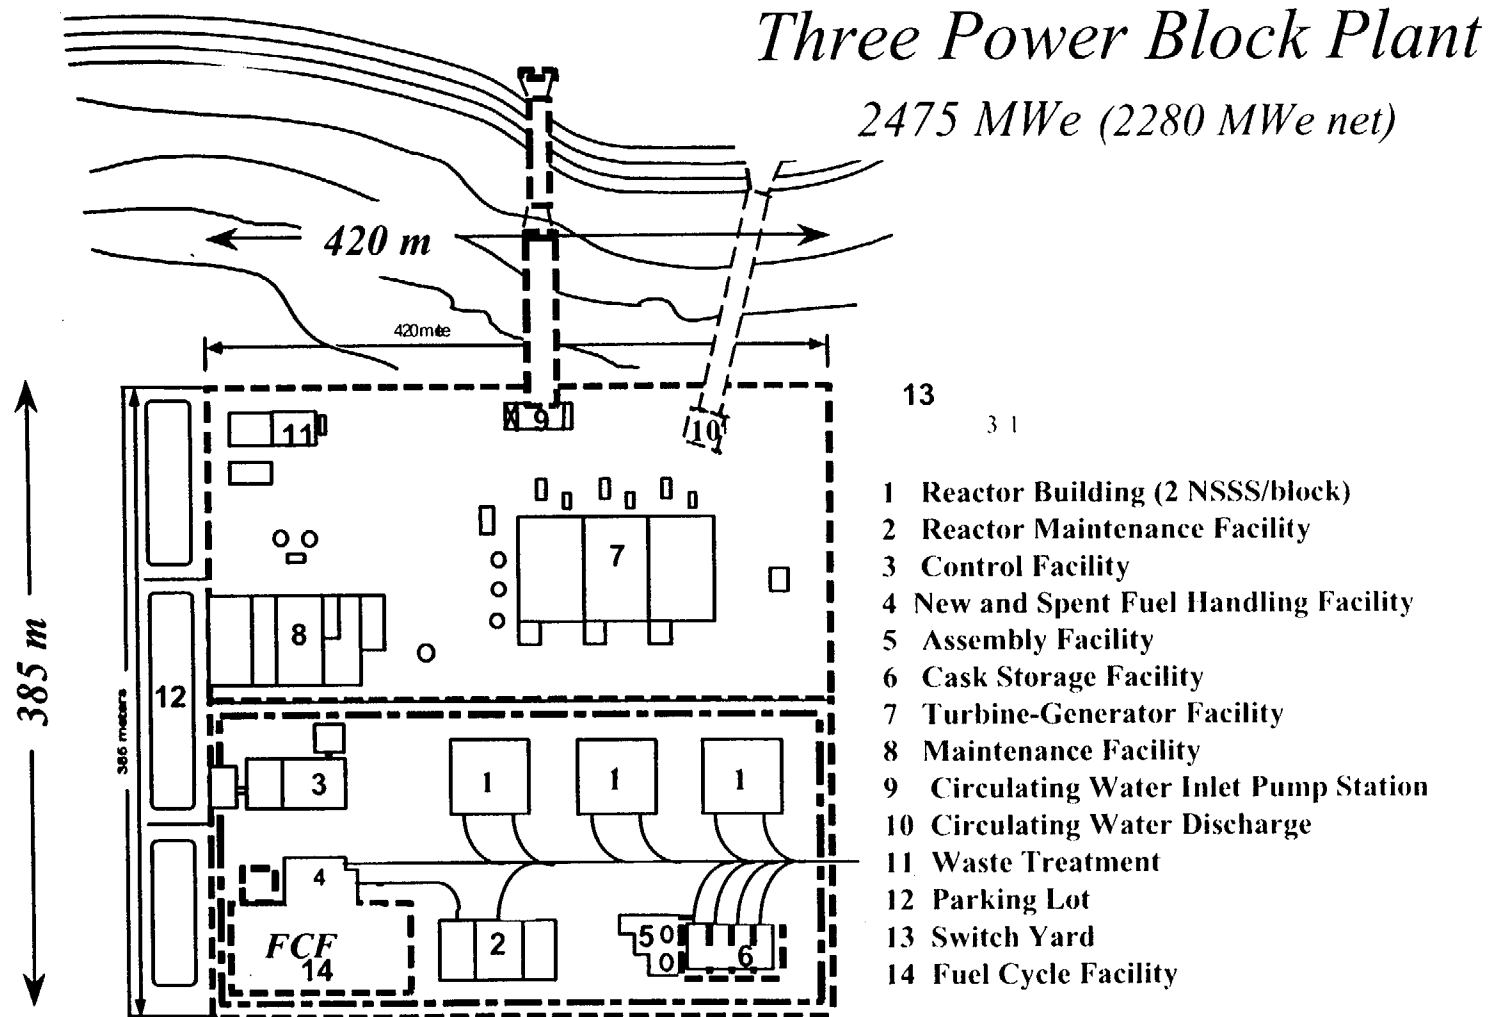 Three Power Block Plant
2475 MWe (2280 MWe net)
420 m
420 mete
385 m
386 meters
13
3 1
11
9
10
7
8
12
3
1
1
1
4
FCF
14
2
5
6
1 Reactor Building (2 NSSS/block)
2 Reactor Maintenance Facility
3 Control Facility
4 New and Spent Fuel Handling Facility
5 Assembly Facility
6 Cask Storage Facility
7 Turbine-Generator Facility
8 Maintenance Facility
9 Circulating Water Inlet Pump Station
10 Circulating Water Discharge
11 Waste Treatment
12 Parking Lot
13 Switch Yard
14 Fuel Cycle Facility